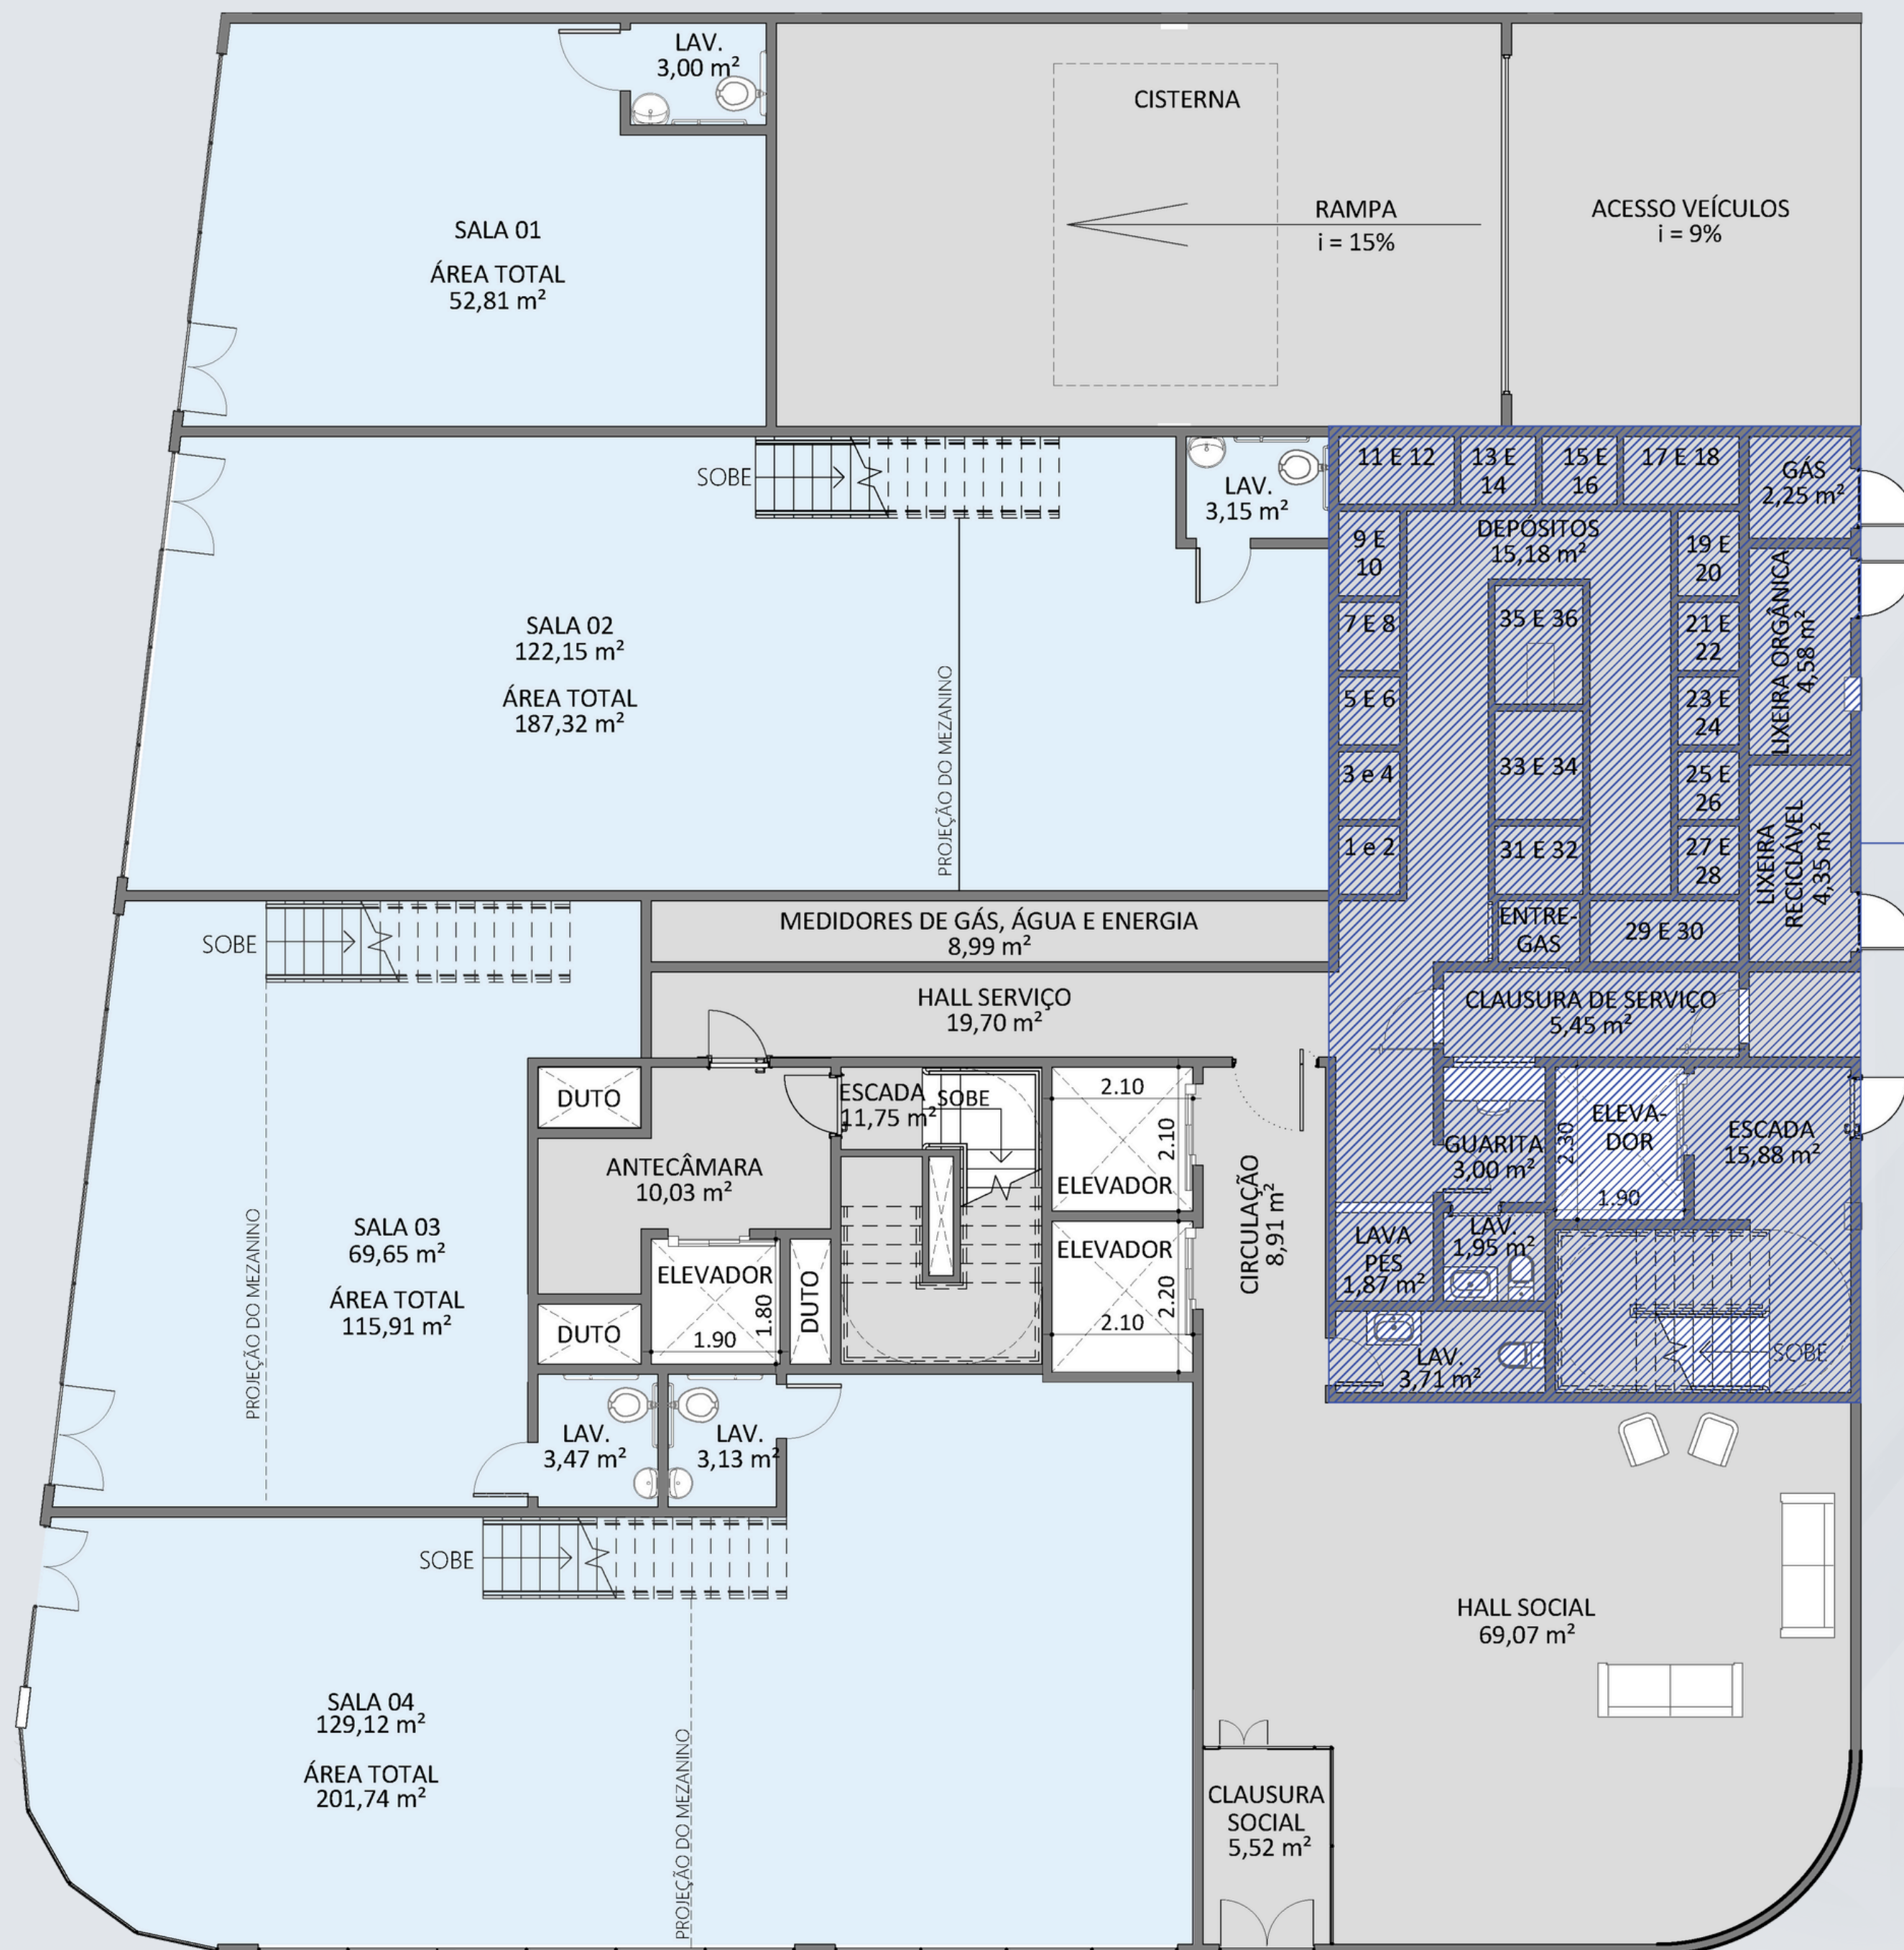 LAV.
3,00 m²
CISTERNA
SALA 01
ÁREA TOTAL
52,81 m²
RAMPA
i = 15%
ACESSO VEÍCULOS
i = 9%
SOBE
LAV.
3,15 m²
11 E 12
13 E
14
15 E
16
17 E 18
GÁS
2,25 m²
9 E
10
DEPÓSITOS
15,18 m²
19 E
20
LIXEIRA ORGÂNICA
4,58 m²
SALA 02
122,15 m²
ÁREA TOTAL
187,32 m²
PROJEÇÃO DO MEZANINO
7 E 8
35 E 36
21 E
22
5 E 6
23 E
24
3 e 4
33 E 34
25 E
26
1 e 2
31 E 32
27 E
28
LIXEIRA
RECICLÁVEL
4,35 m²
SOBE
MEDIDORES DE GÁS, ÁGUA E ENERGIA
8,99 m²
ENTRE-
GAS
29 E 30
HALL SERVIÇO
19,70 m²
CLAUSURA DE SERVIÇO
5,45 m²
DUTO
ESCADA
11,75 m²
SOBE
2.10
2.10
ELEVADOR
ANTECÂMARA
10,03 m²
CIRCULAÇÃO
8,91 m²
GUARITA
3,00 m²
2.30
ELEVA-
DOR
1.90
ESCADA
15,88 m²
PROJEÇÃO DO MEZANINO
SALA 03
69,65 m²
ÁREA TOTAL
115,91 m²
ELEVADOR
1.80
1.90
DUTO
DUTO
ELEVADOR
2.20
2.10
LAVA
PES
1,87 m²
LAV.
1,95 m²
LAV.
3,71 m²
SOBE
LAV.
3,47 m²
LAV.
3,13 m²
SOBE
HALL SOCIAL
69,07 m²
SALA 04
129,12 m²
ÁREA TOTAL
201,74 m²
PROJEÇÃO DO MEZANINO
CLAUSURA
SOCIAL
5,52 m²